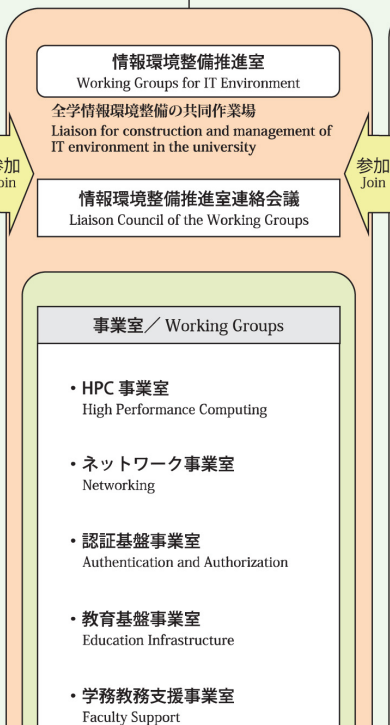 情報環境整備推進室
Working Groups for IT Environment
全学情報環境整備の共同作業場
Liaison for construction and management of
IT environment in the university
参加
Join
情報環境整備推進室連絡会議
Liaison Council of the Working Groups
参加
Join
事業室／Working Groups
・HPC 事業室
High Performance Computing
・ネットワーク事業室
Networking
・認証基盤事業室
Authentication and Authorization
・教育基盤事業室
Education Infrastructure
・学務教務支援事業室
Faculty Support